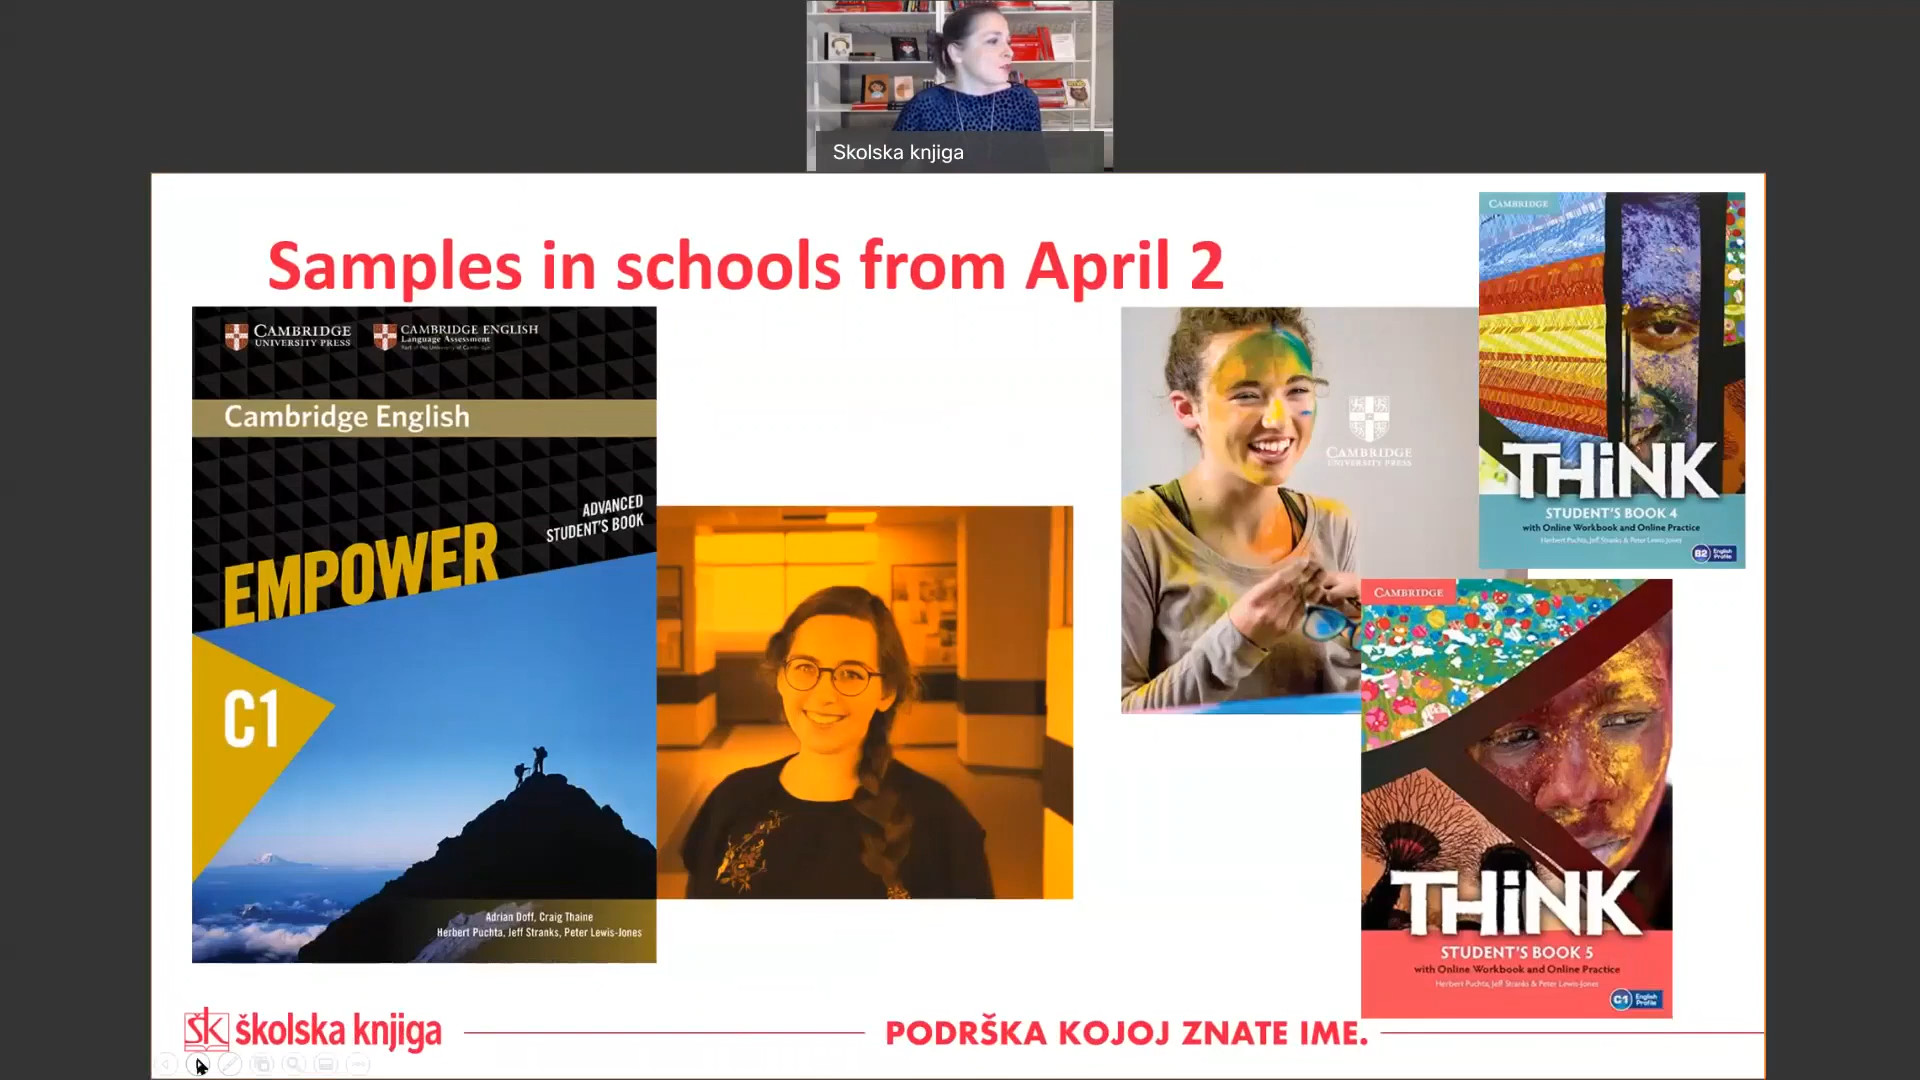 Skolska knjiga
Samples in schools from April 2
CAMBRIDGE
UNIVERSITY PRESS
CAMBRIDGE ENGLISH
Language Assessment
Part of the University of Cambridge
Cambridge English
ADVANCED
STUDENT'S BOOK
EMPOWER
C1
Adrian Doff, Craig Thaine
Herbert Puchta, Jeff Stranks, Peter Lewis-Jones
CAMBRIDGE
UNIVERSITY PRESS
CAMBRIDGE
THiNK
STUDENT'S BOOK 4
with Online Workbook and Online Practice
Herbert Puchta, Jeff Stranks & Peter Lewis-Jones
B2 English
Profile
CAMBRIDGE
THiNK
STUDENT'S BOOK 5
with Online Workbook and Online Practice
Herbert Puchta, Jeff Stranks & Peter Lewis-Jones
C1 English
Profile
šk školska knjiga
PODRŠKA KOJOJ ZNATE IME.